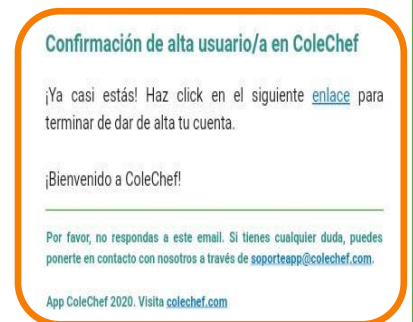 Confirmación de alta usuario/a en ColeChef
¡Ya casi estás! Haz click en el siguiente enlace para
terminar de dar de alta tu cuenta.
¡Bienvenido a ColeChef!
Por favor, no respondas a este email. Si tienes cualquier duda, puedes
ponerte en contacto con nosotros a través de soporteapp@colechef.com.
App ColeChef 2020. Visita colechef.com